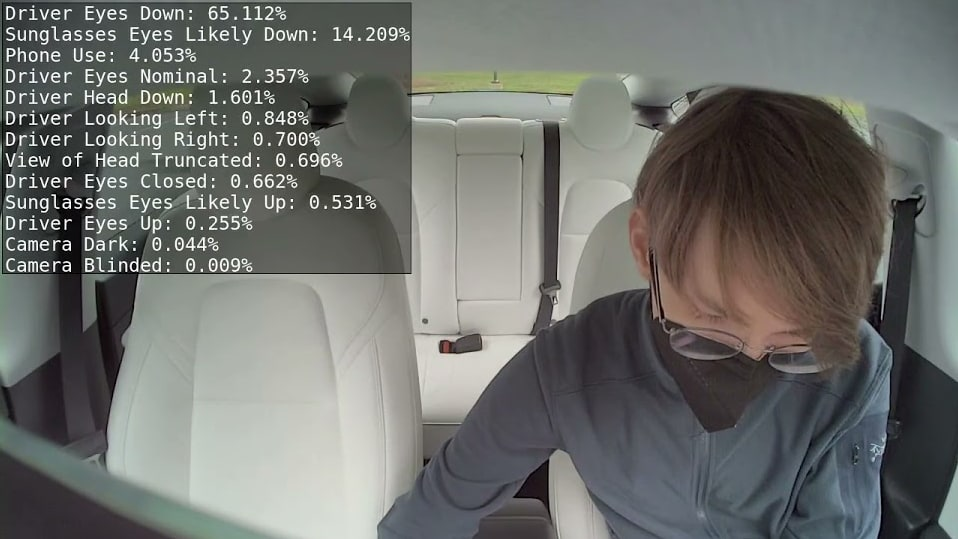 Driver Eyes Down: 65.112%
Sunglasses Eyes Likely Down: 14.209%
Phone Use: 4.053%
Driver Eyes Nominal: 2.357%
Driver Head Down: 1.601%
Driver Looking Left: 0.848%
Driver Looking Right: 0.700%
View of Head Truncated: 0.696%
Driver Eyes Closed: 0.662%
Sunglasses Eyes Likely Up: 0.531%
Driver Eyes Up: 0.255%
Camera Dark: 0.044%
Camera Blinded: 0.009%